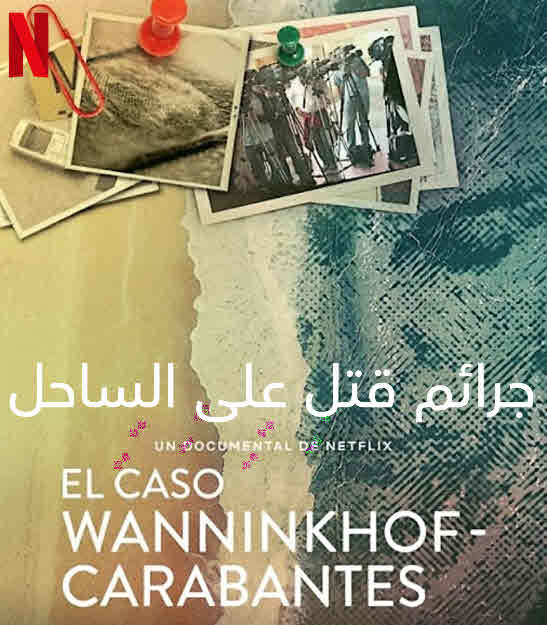 N
جرائم قتل على الساحل
UN DOCUMENTAL DE NETFLIX
EL CASO
WANNINKHOF-
CARABANTES